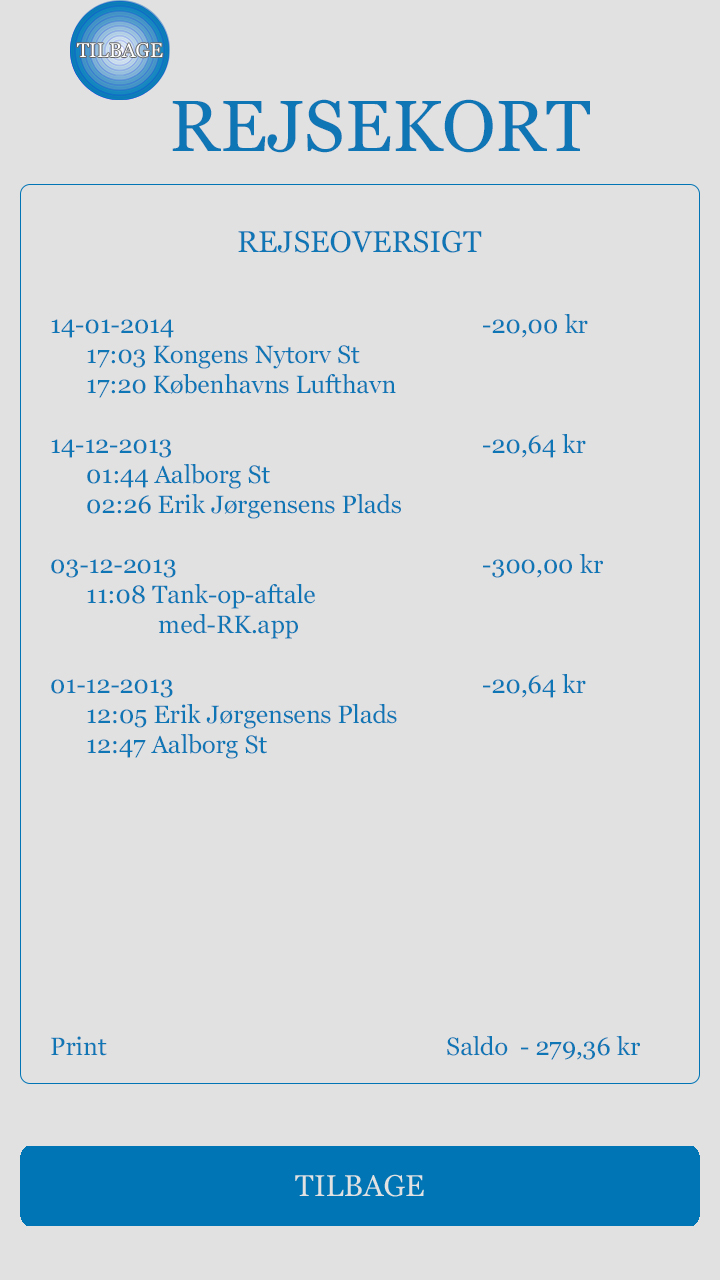 TILBAGE
REJSEKORT
REJSEOVERSIGT
14-01-2014 -20,00 kr
17:03 Kongens Nytorv St
17:20 Københavns Lufthavn
14-12-2013 -20,64 kr
01:44 Aalborg St
02:26 Erik Jørgensens Plads
03-12-2013 -300,00 kr
11:08 Tank-op-aftale
med-RK.app
01-12-2013 -20,64 kr
12:05 Erik Jørgensens Plads
12:47 Aalborg St
Print Saldo - 279,36 kr
TILBAGE